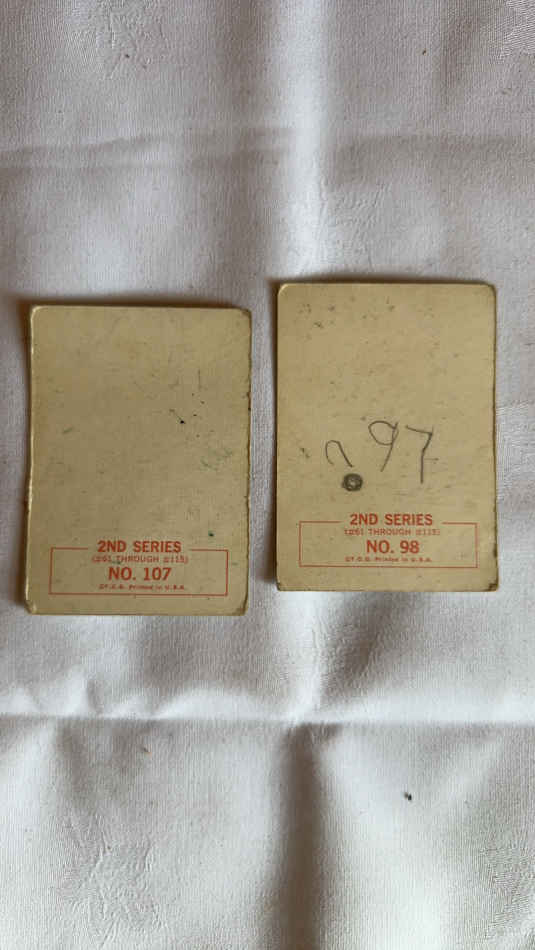 2ND SERIES
(#61 THROUGH #115)
NO. 107
©T.C.G. Printed in U.S.A.
? 97
2ND SERIES
(#61 THROUGH #115)
NO. 98
©T.C.G. Printed in U.S.A.